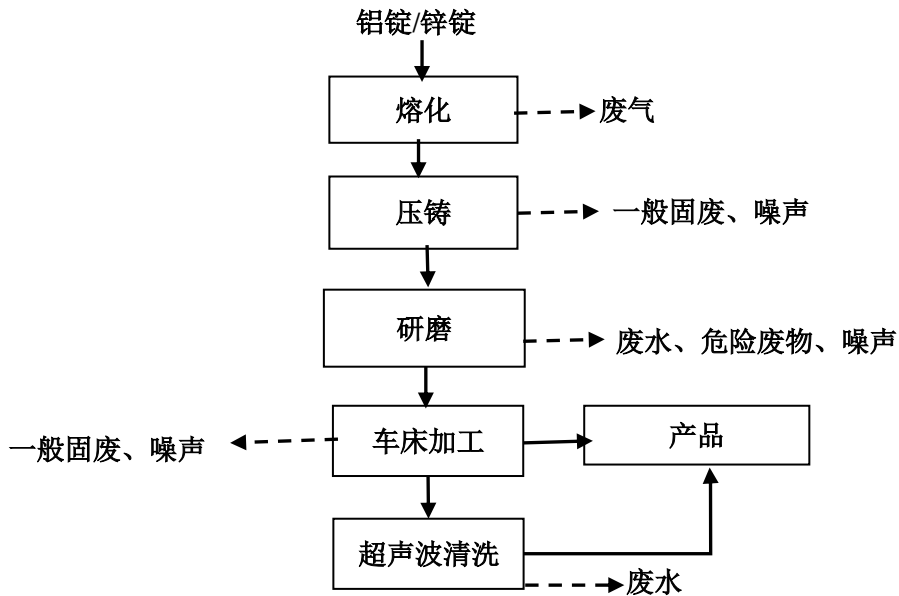 铝锭/锌锭
熔化
废气
压铸
一般固废、噪声
研磨
废水、危险废物、噪声
一般固废、噪声
车床加工
产品
超声波清洗
废水